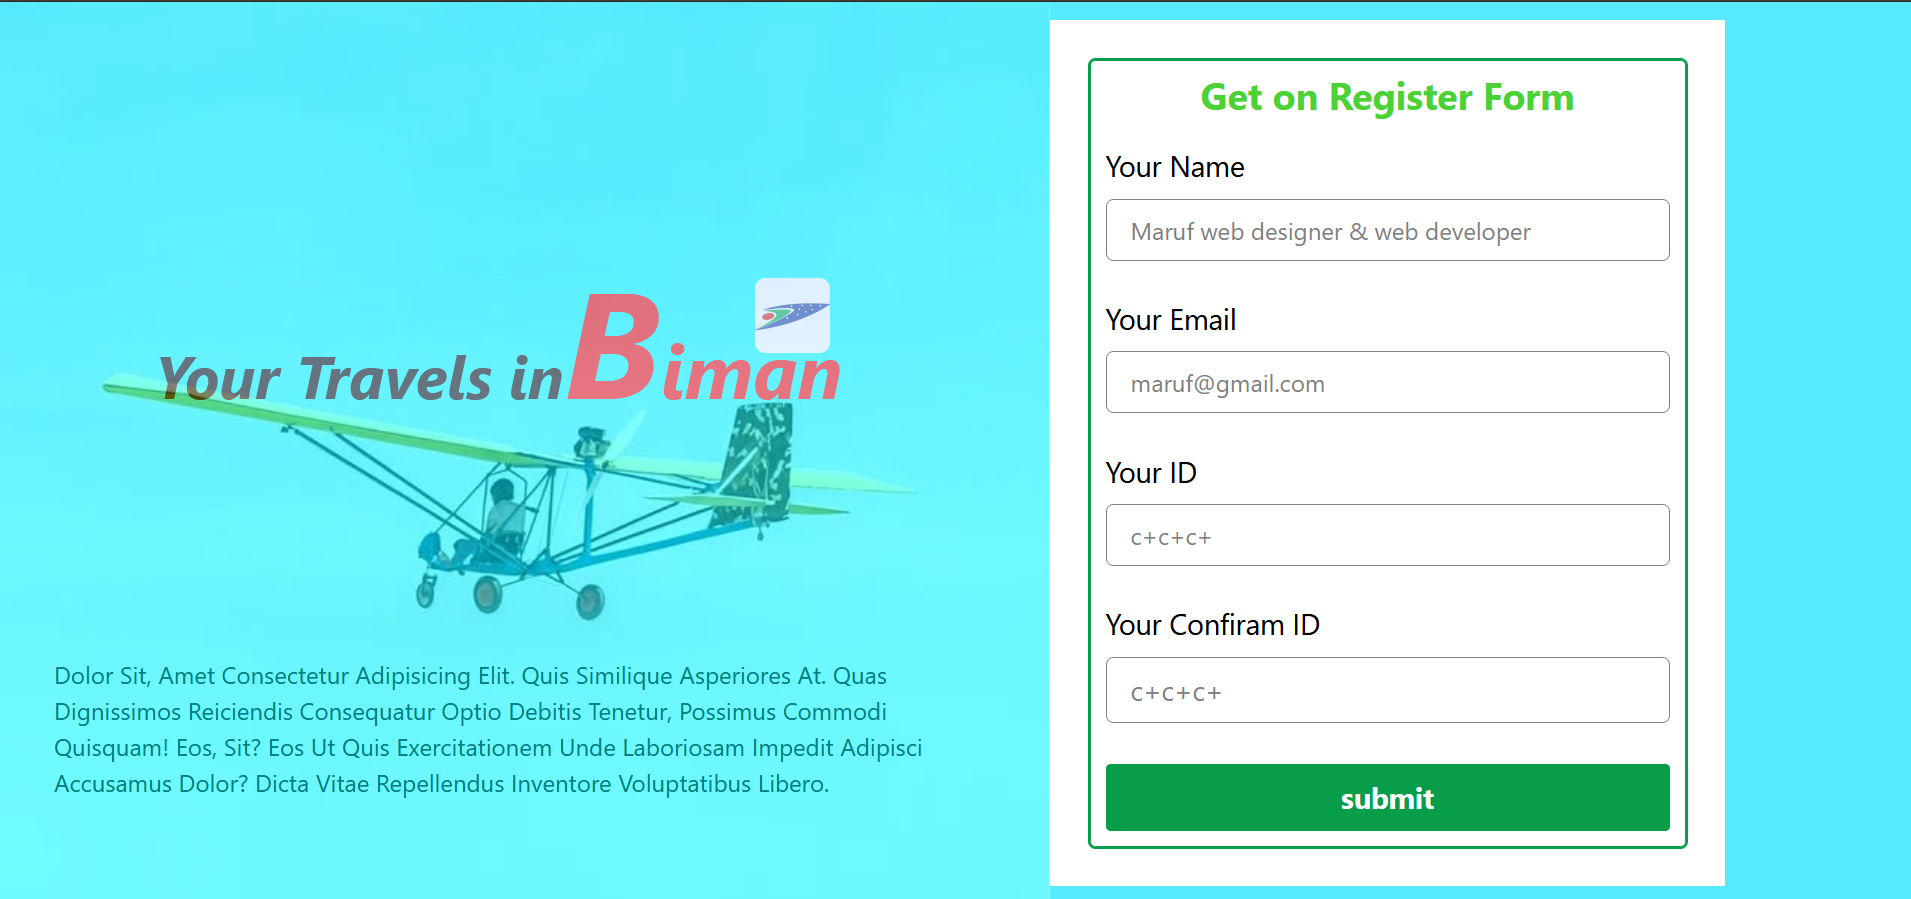 Your Travels in Biman
Dolor Sit, Amet Consectetur Adipisicing Elit. Quis Similique Asperiores At. Quas
Dignissimos Reiciendis Consequatur Optio Debitis Tenetur, Possimus Commodi
Quisquam! Eos, Sit? Eos Ut Quis Exercitationem Unde Laboriosam Impedit Adipisci
Accusamus Dolor? Dicta Vitae Repellendus Inventore Voluptatibus Libero.
Get on Register Form
Your Name
Maruf web designer & web developer
Your Email
maruf@gmail.com
Your ID
c+c+c+
Your Confiram ID
c+c+c+
submit